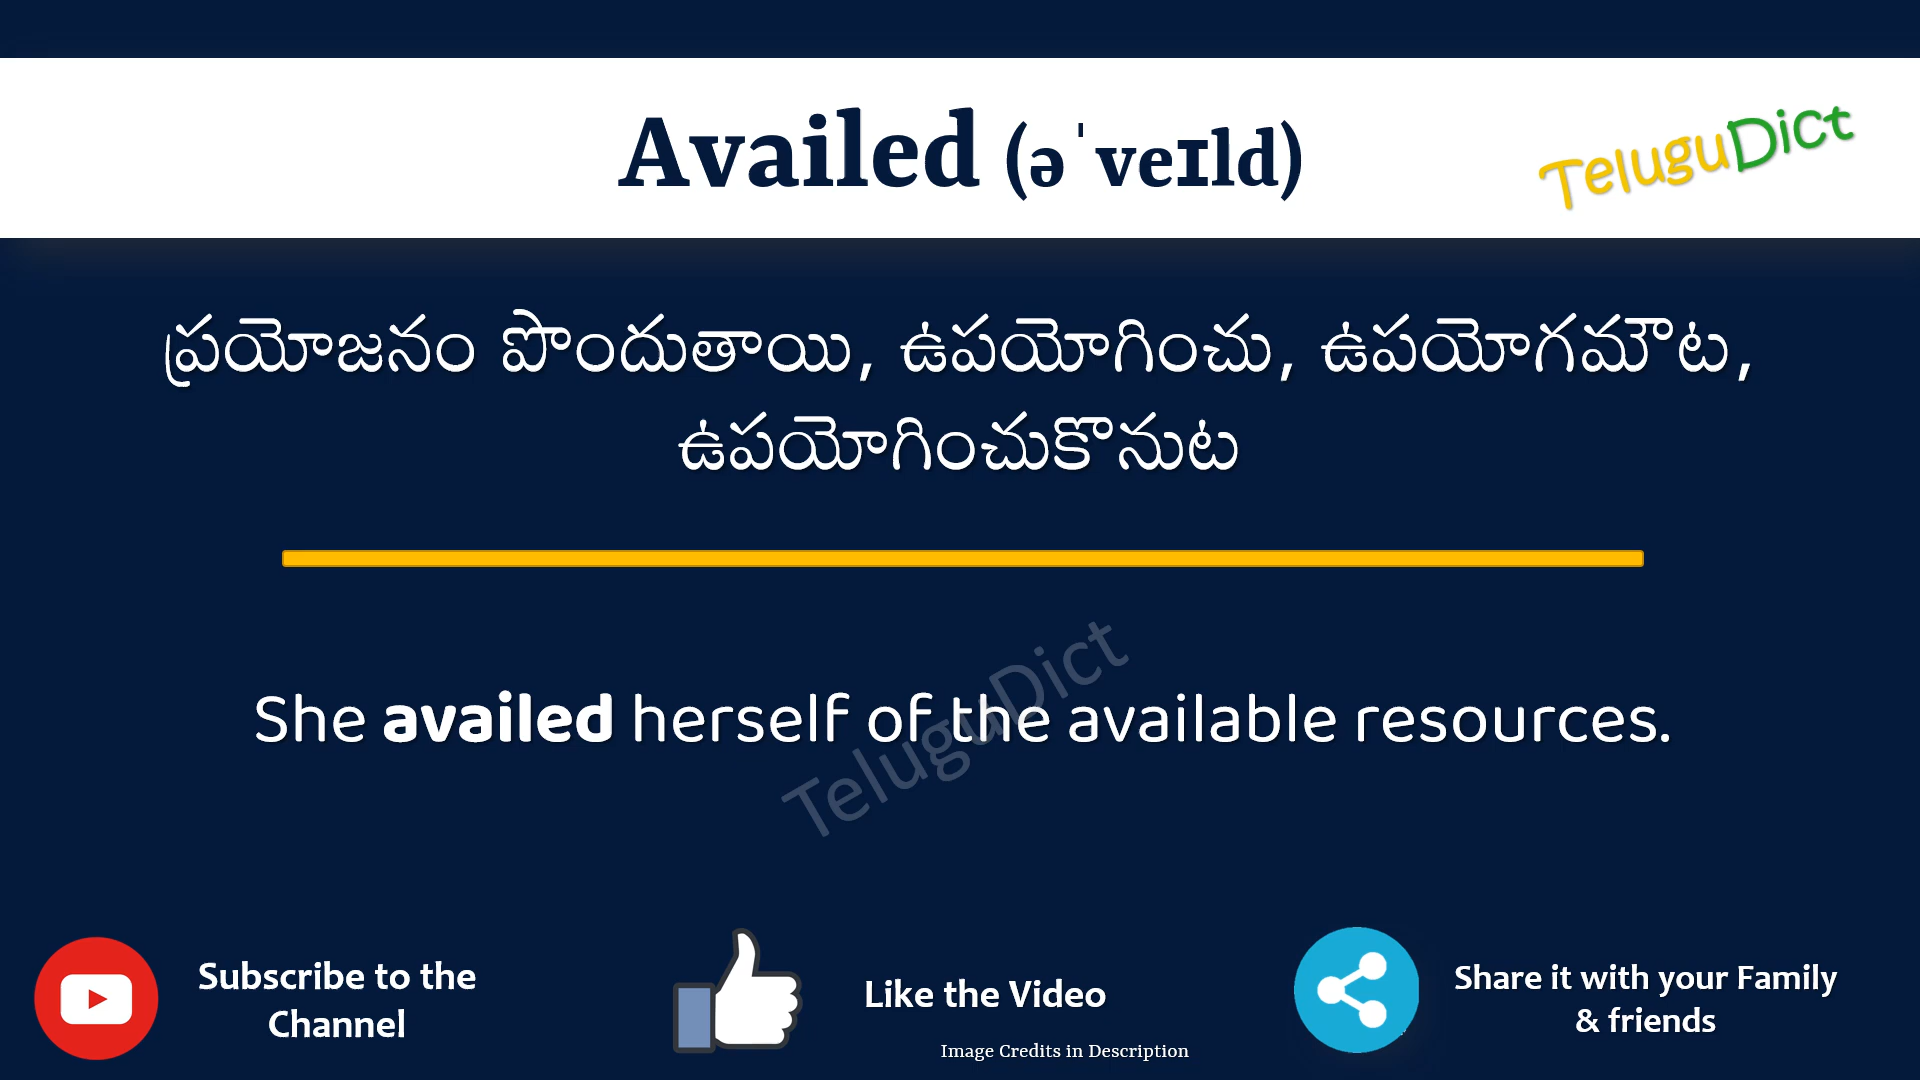 Availed (əˈveɪld)
TeluguDict
ప్రయోజనం పొందుతాయి, ఉపయోగించు, ఉపయోగమౌట,
ఉపయోగించుకొనుట
She availed herself of the available resources.
TeluguDict
Subscribe to the
Channel
Like the Video
Share it with your Family
& friends
Image Credits in Description